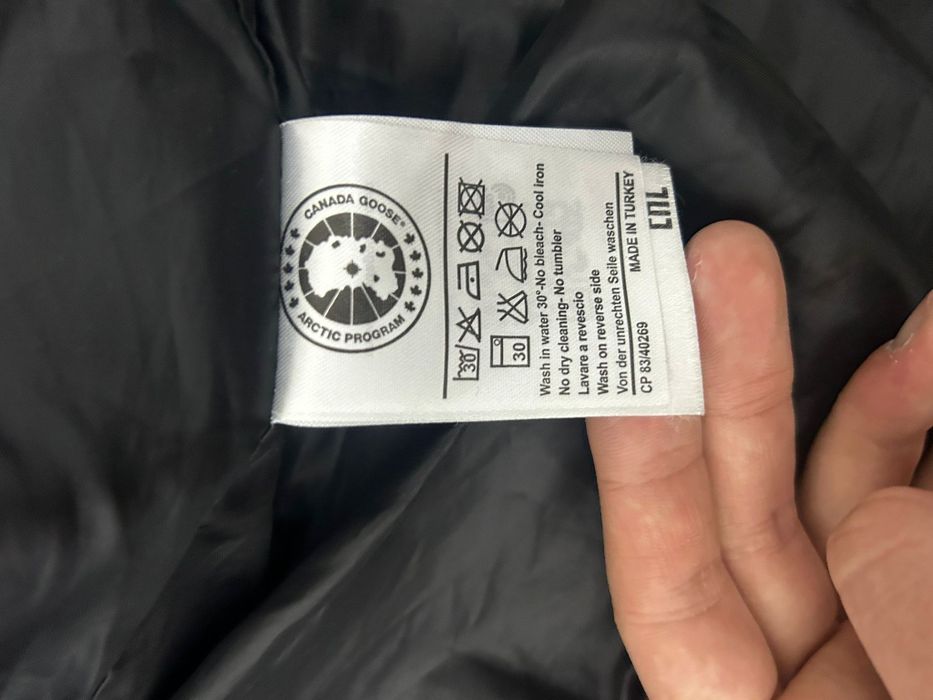 CANADA GOOSE®
ARCTIC PROGRAM
30°
30
Wash in water 30°-No bleach- Cool iron
No dry cleaning- No tumbler
Lavare a revescio
Wash on reverse side
Von der unrechten Seile waschen
MADE IN TURKEY
CP 83/40269